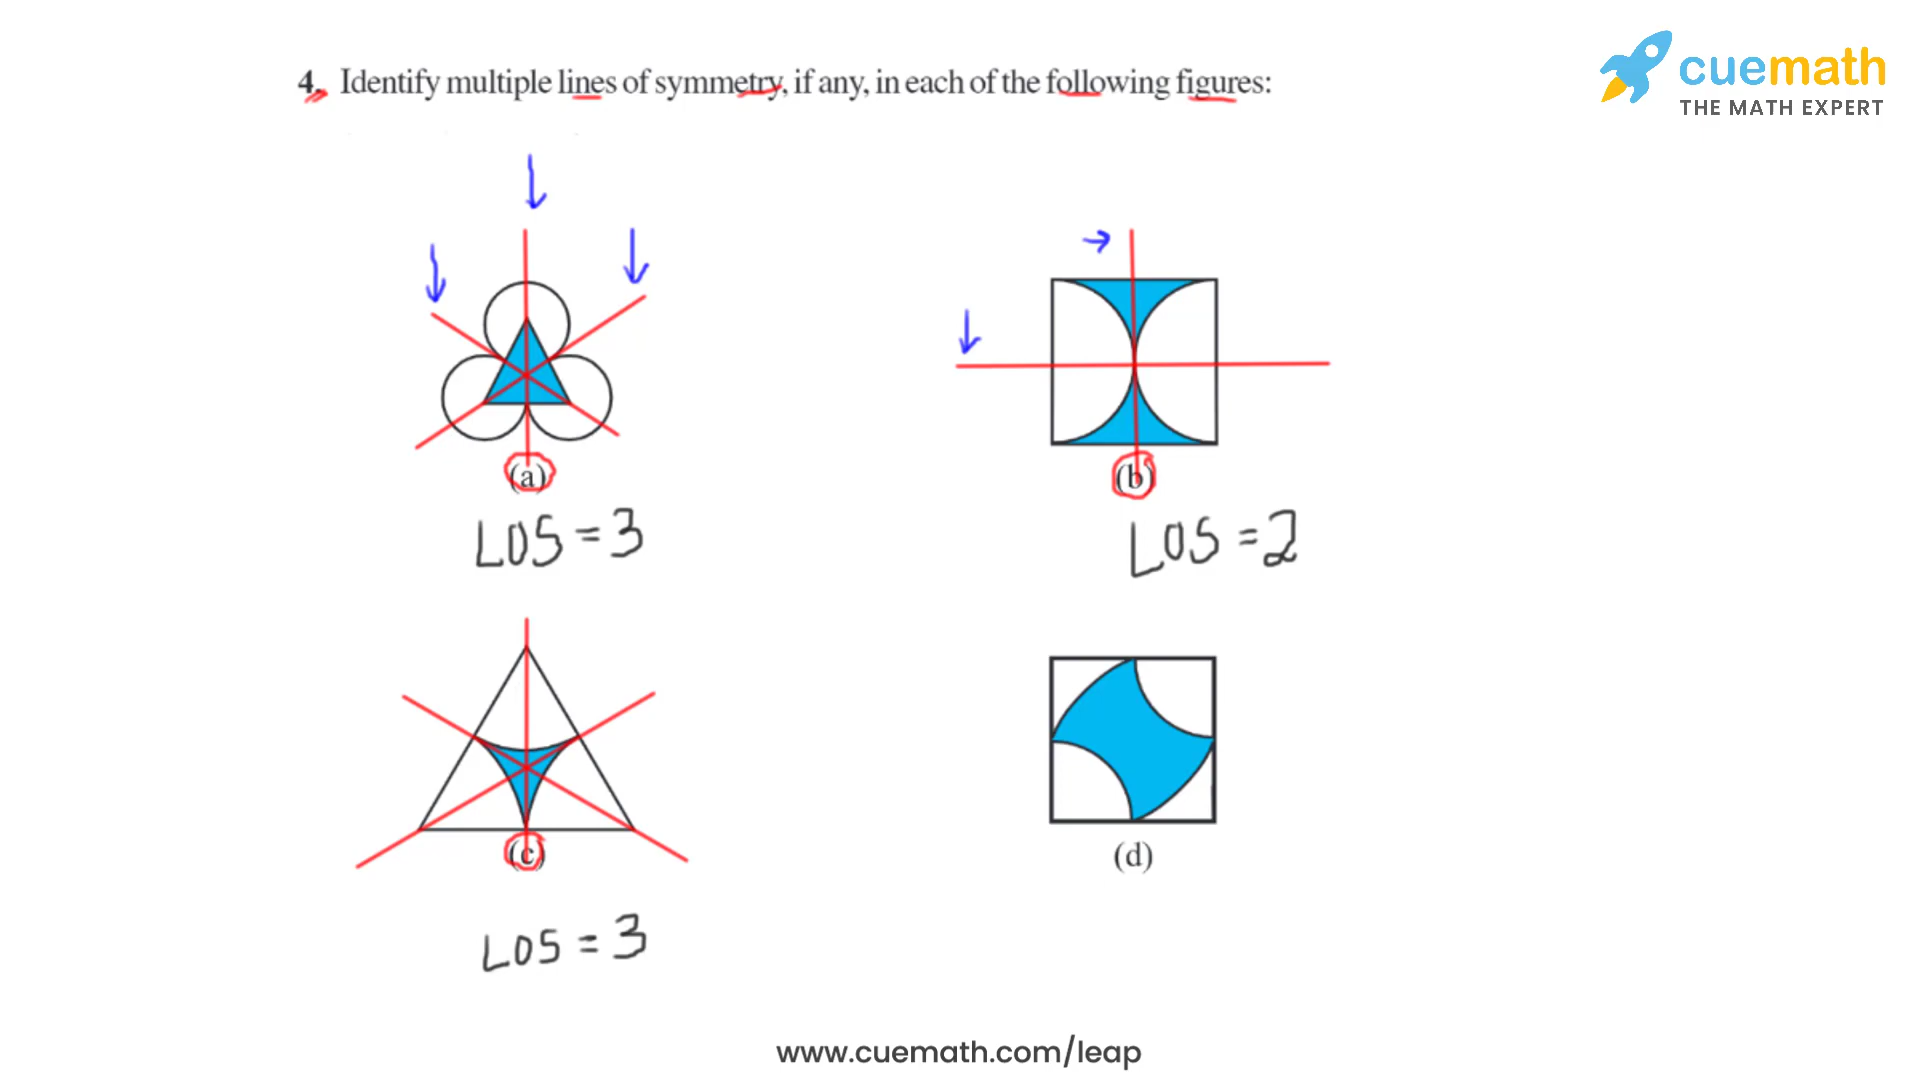 4. Identify multiple lines of symmetry, if any, in each of the following figures:
cuemath
THE MATH EXPERT
(a)
(b)
LOS = 3
LOS = 2
(c)
(d)
LOS = 3
www.cuemath.com/leap